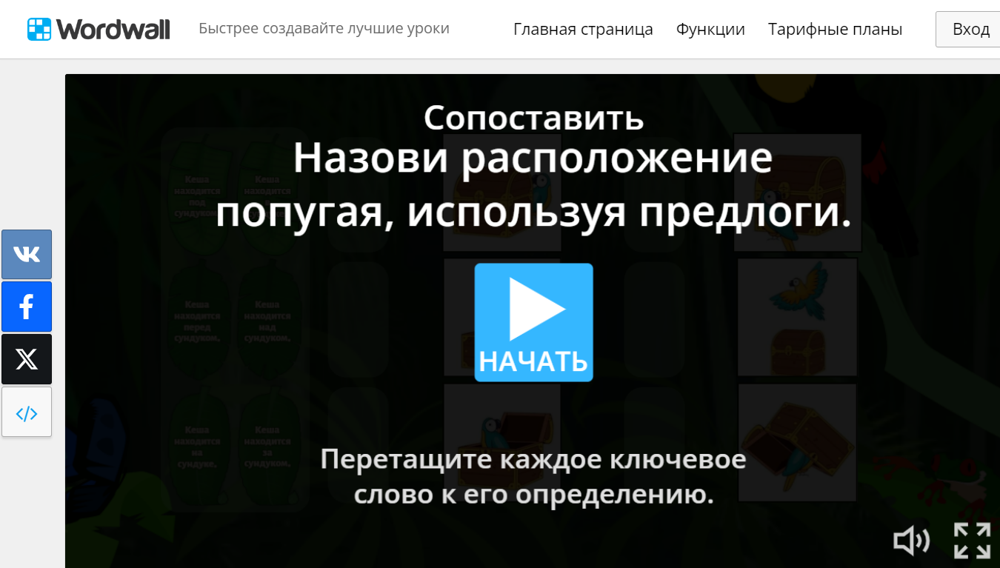 Wordwall
Быстрее создавайте лучшие уроки
Главная страница
Функции
Тарифные планы
Вход
Сопоставить
Назови расположение
попугая, используя предлоги.
Кеша
находится
под
Кеша
находится
НАЧАТЬ
Кеша
находится
перед
сундуком.
Кеша
находится
над
сундуком.
Кеша
находится
на
сундуке.
Кеша
находится
за
сундуком.
Перетащите каждое ключевое
слово к его определению.